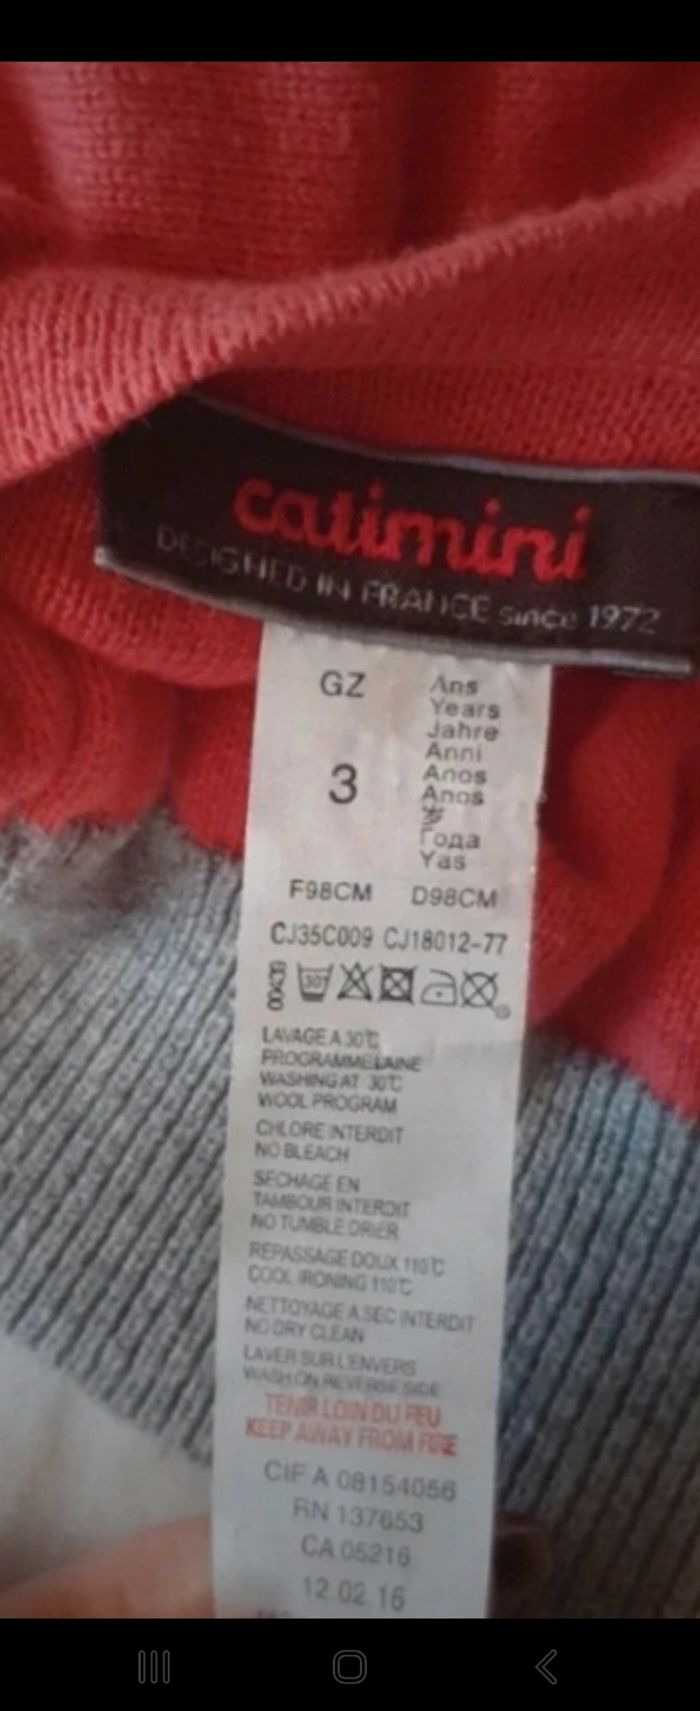 catimini
DESIGNED IN FRANCE since 1972
GZ
3
Ans
Years
Jahre
Anni
Anos
Anos
岁
Года
Yas
F98CM D98CM
CJ35C009 CJ18012-77
30°
LAVAGE A 30℃
PROGRAMME LAINE
WASHING AT 30℃
WOOL PROGRAM
CHLORE INTERDIT
NO BLEACH
SECHAGE EN
TAMBOUR INTERDIT
NO TUMBLE DRIER
REPASSAGE DOUX 110℃
COOL IRONING 110℃
NETTOYAGE A SEC INTERDIT
NO DRY CLEAN
LAVER SUR L'ENVERS
WASH ON REVERSE SIDE
TENIR LOIN DU FEU
KEEP AWAY FROM FIRE
CIF A 08154056
RN 137653
CA 05216
12.02.16